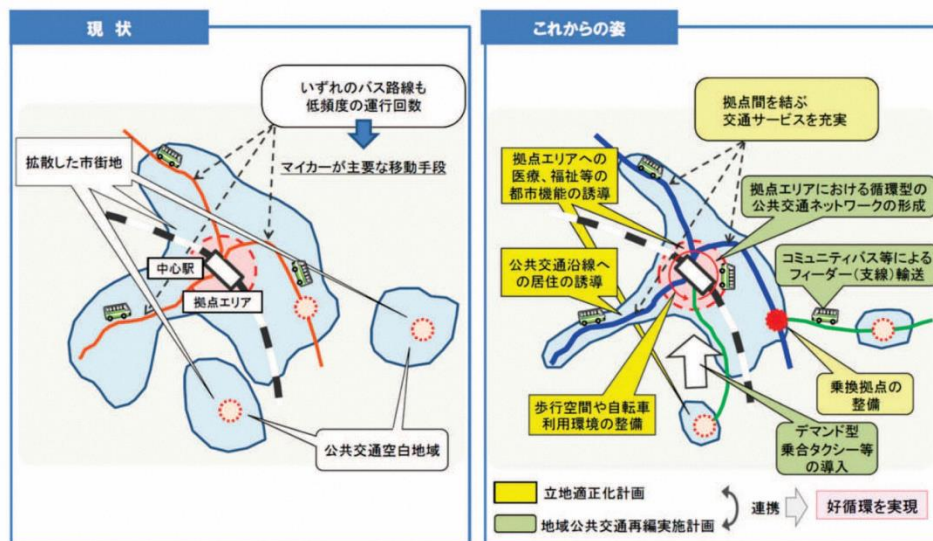 現 状
いずれのバス路線も
低頻度の運行回数
マイカーが主要な移動手段
拡散した市街地
中心駅
拠点エリア
公共交通空白地域
これからの姿
拠点間を結ぶ
交通サービスを充実
拠点エリアへの
医療、福祉等の
都市機能の誘導
拠点エリアにおける循環型の
公共交通ネットワークの形成
公共交通沿線へ
の居住の誘導
コミュニティバス等による
フィーダー(支線)輸送
歩行空間や自転車
利用環境の整備
乗換拠点の
整備
デマンド型
乗合タクシー等
の導入
立地適正化計画
地域公共交通再編実施計画
連携
好循環を実現